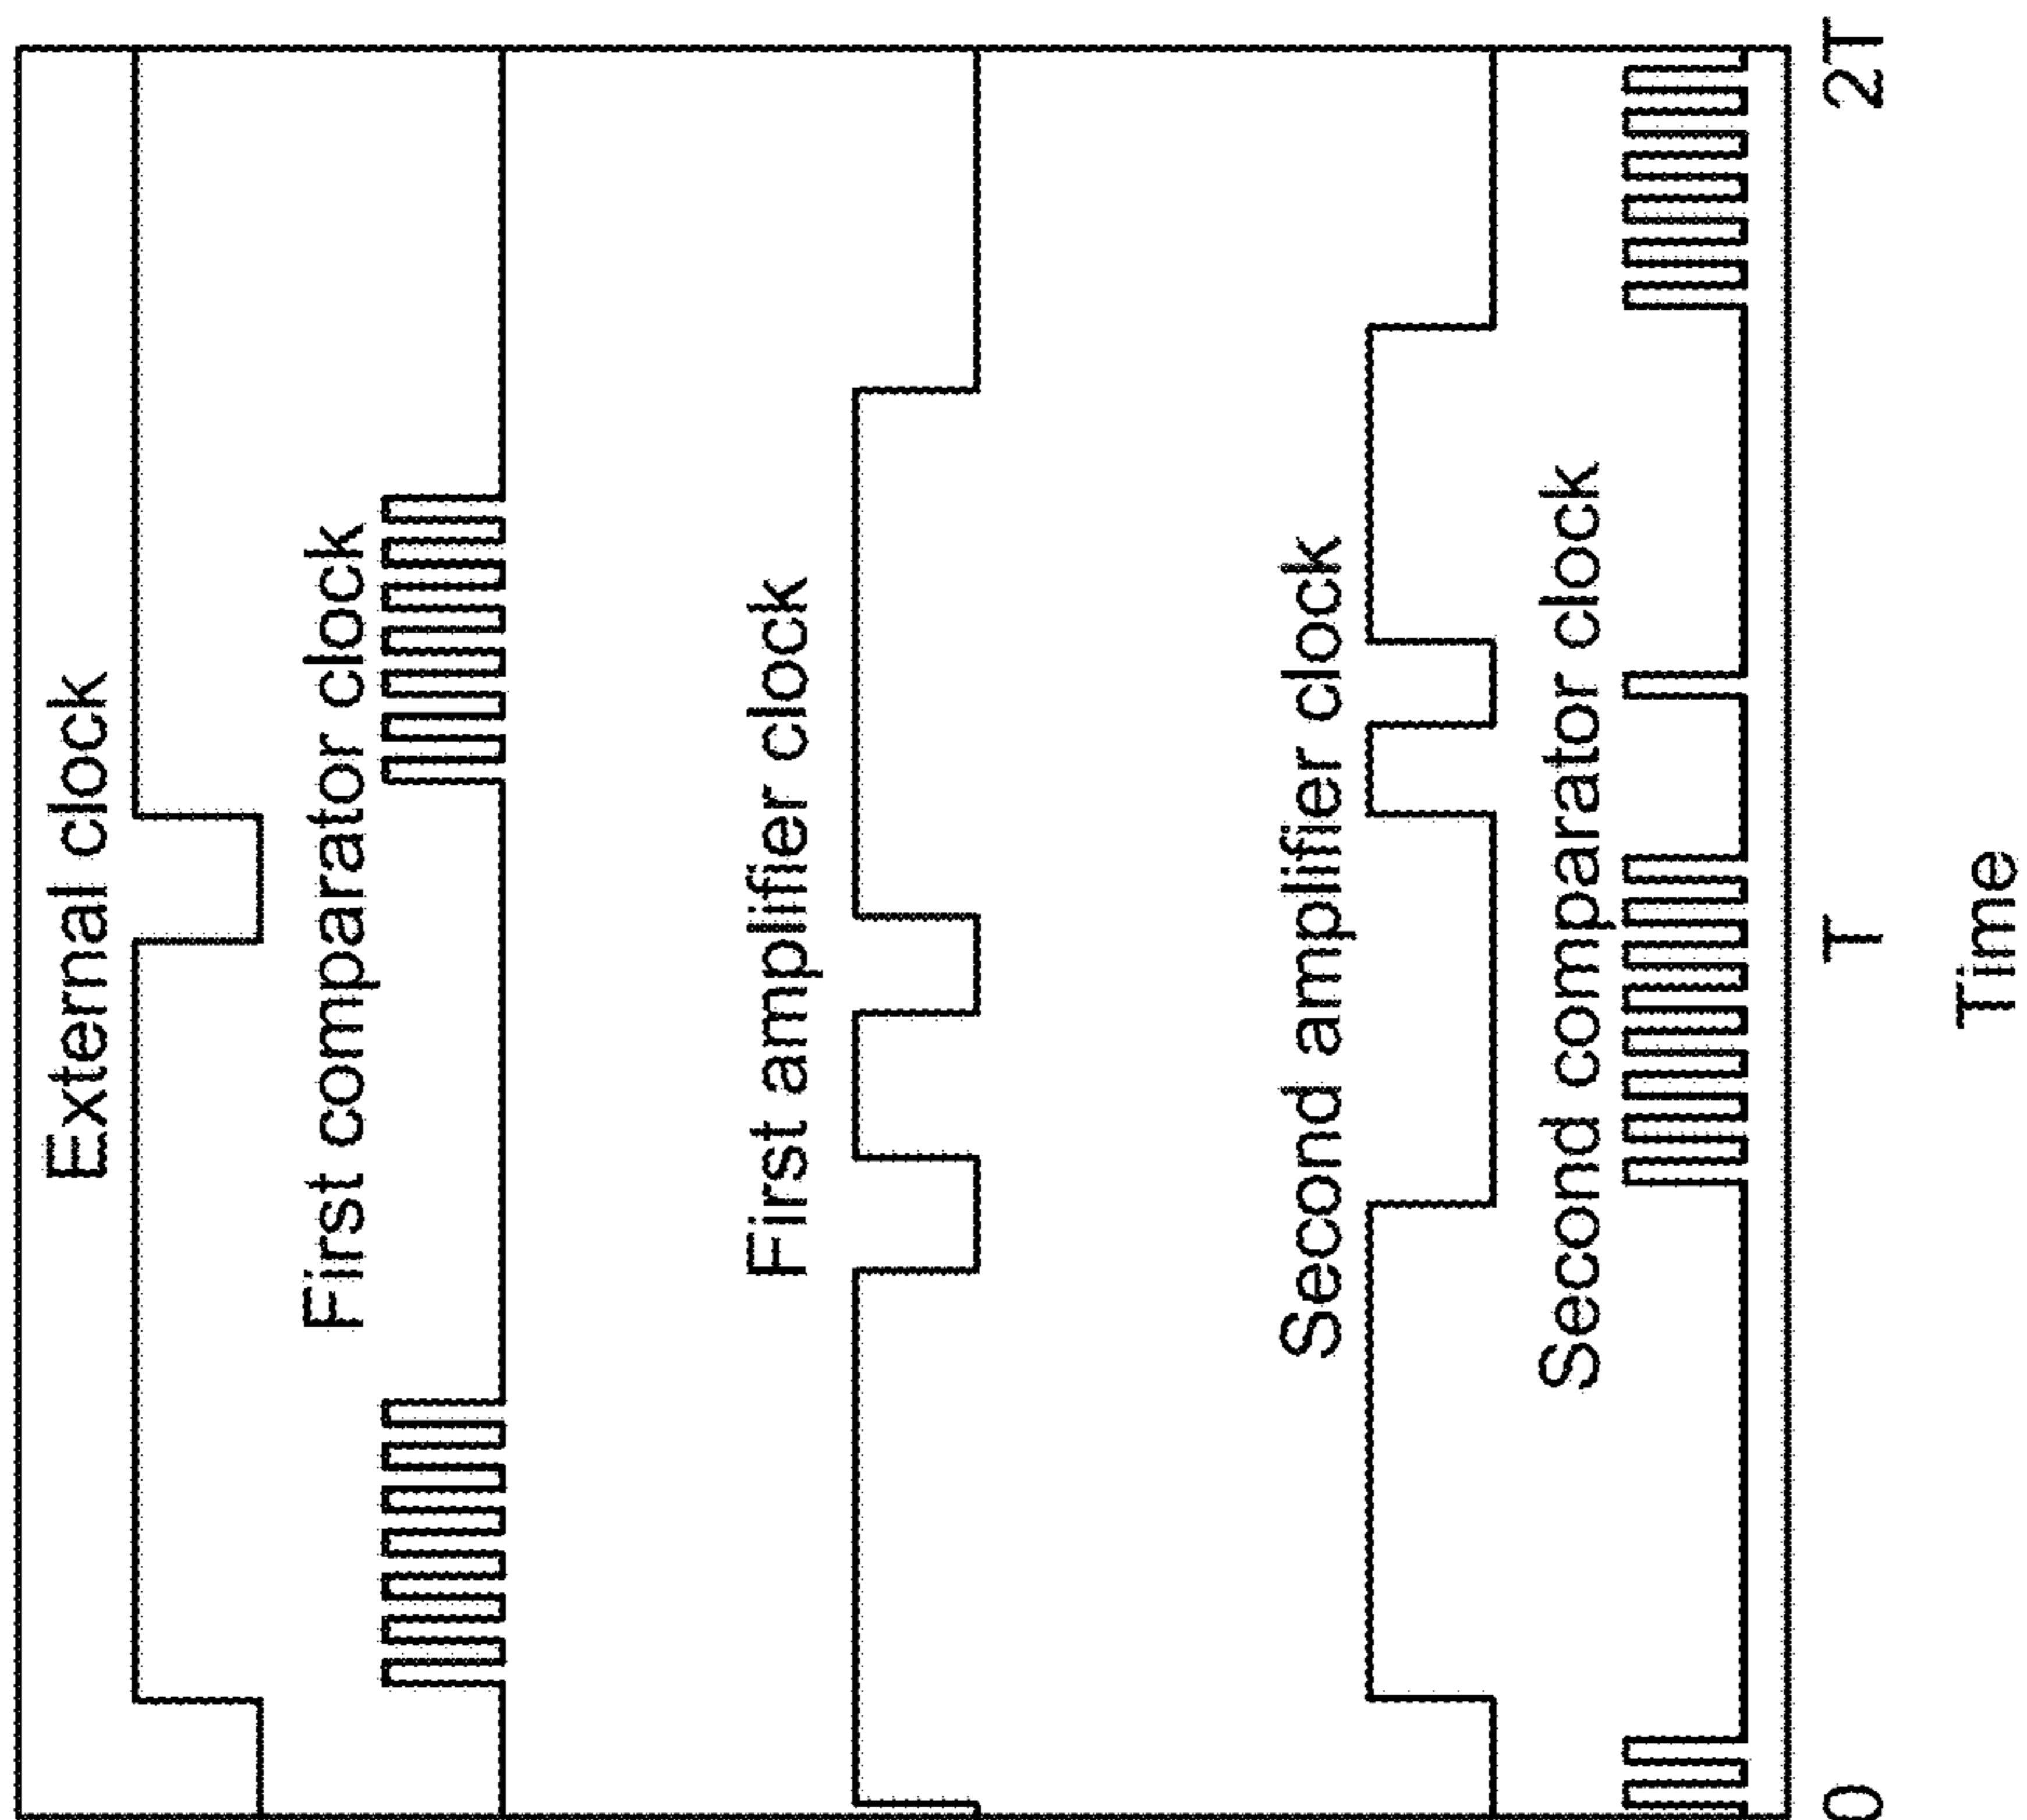 External clock
First comparator clock
First amplifier clock
Second amplifier clock
Second comparator clock
0 T 2T
Time